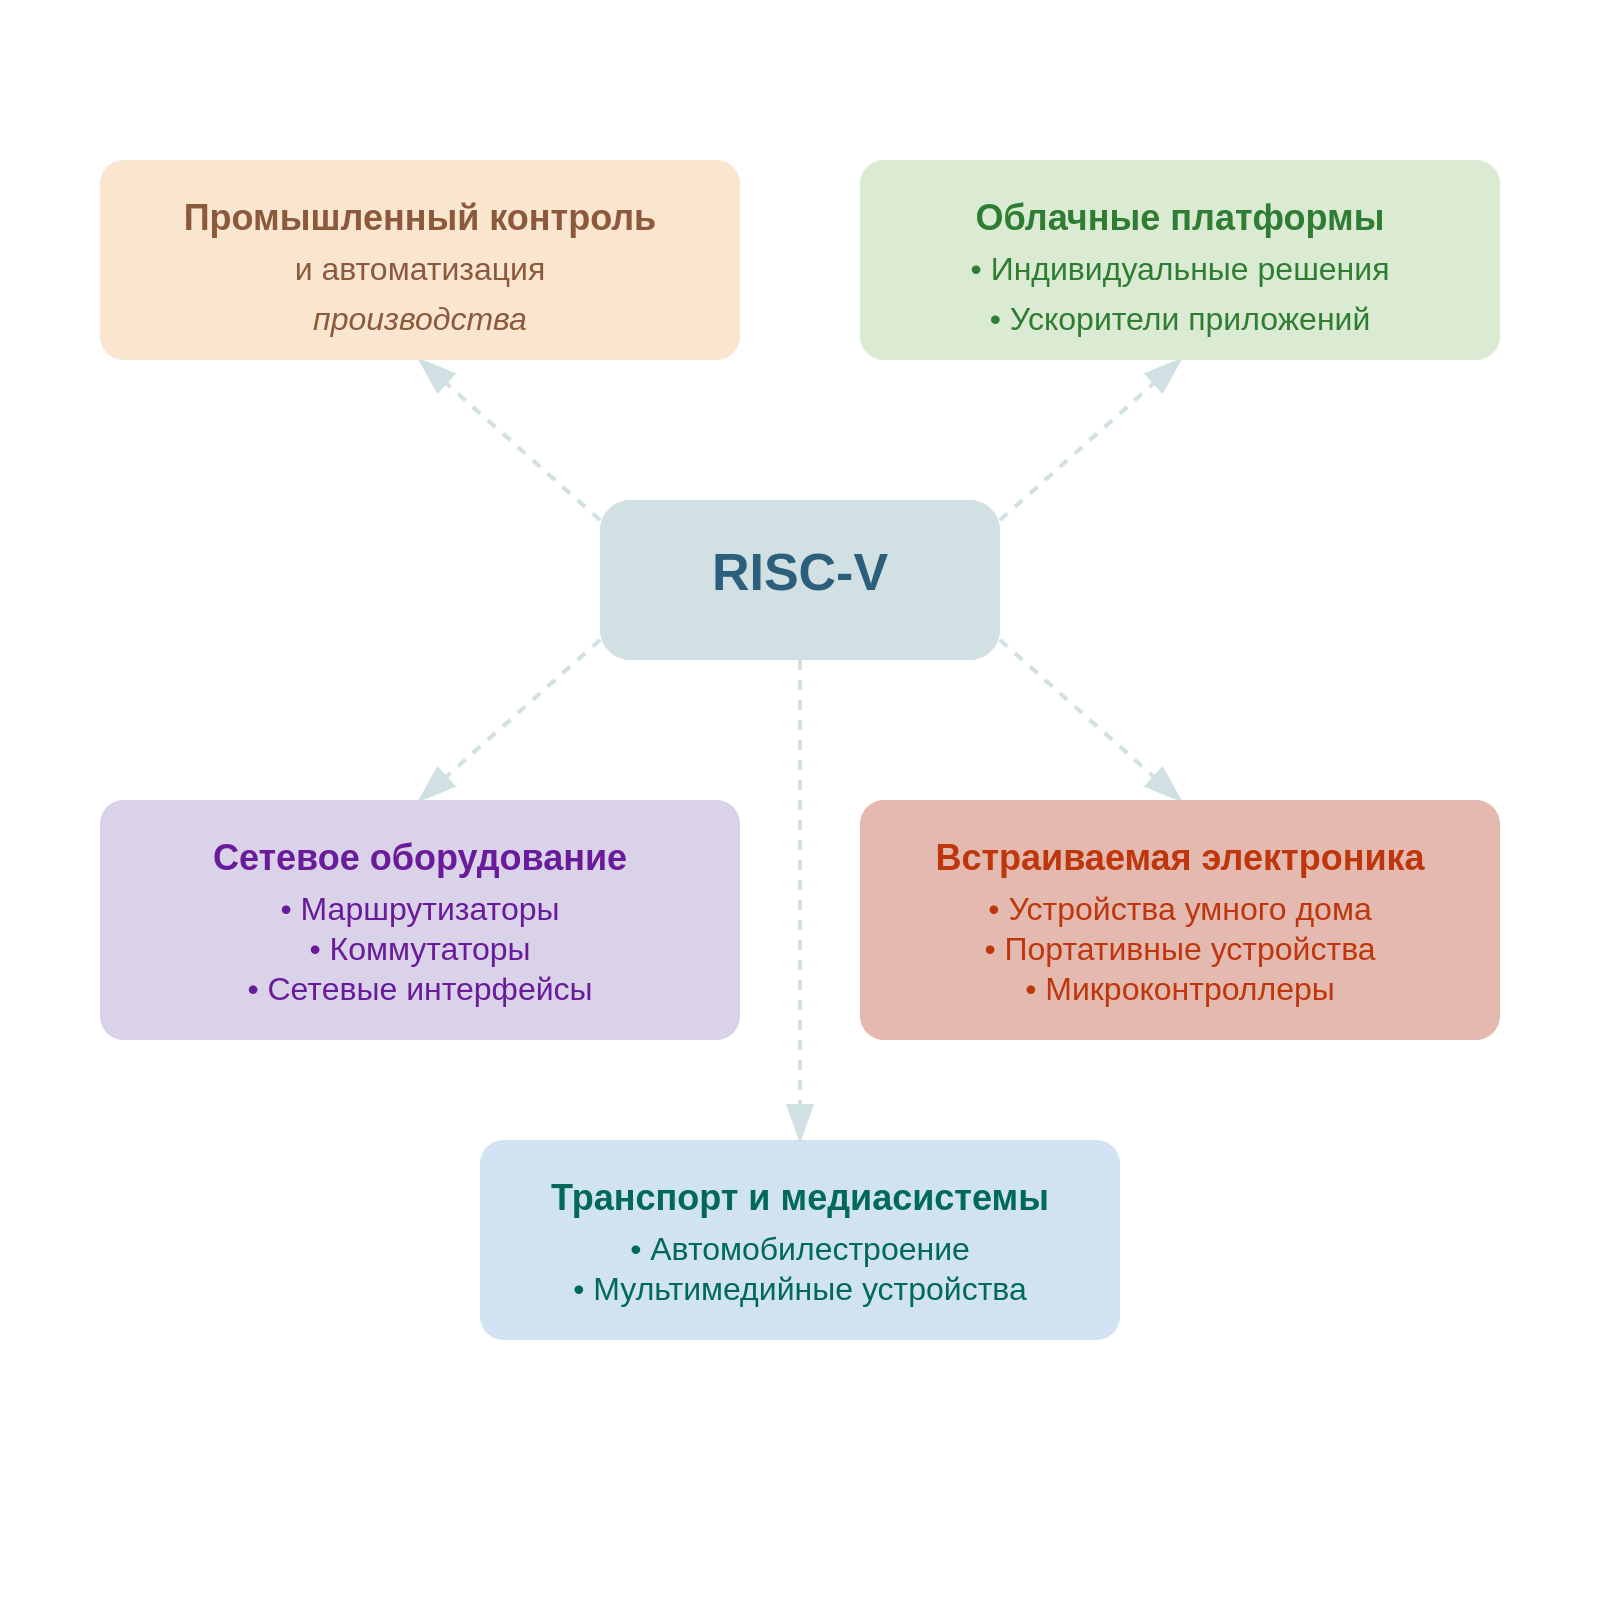 Промышленный контроль
и автоматизация
производства
Облачные платформы
• Индивидуальные решения
• Ускорители приложений
RISC-V
Сетевое оборудование
• Маршрутизаторы
• Коммутаторы
• Сетевые интерфейсы
Встраиваемая электроника
• Устройства умного дома
• Портативные устройства
• Микроконтроллеры
Транспорт и медиасистемы
• Автомобилестроение
• Мультимедийные устройства